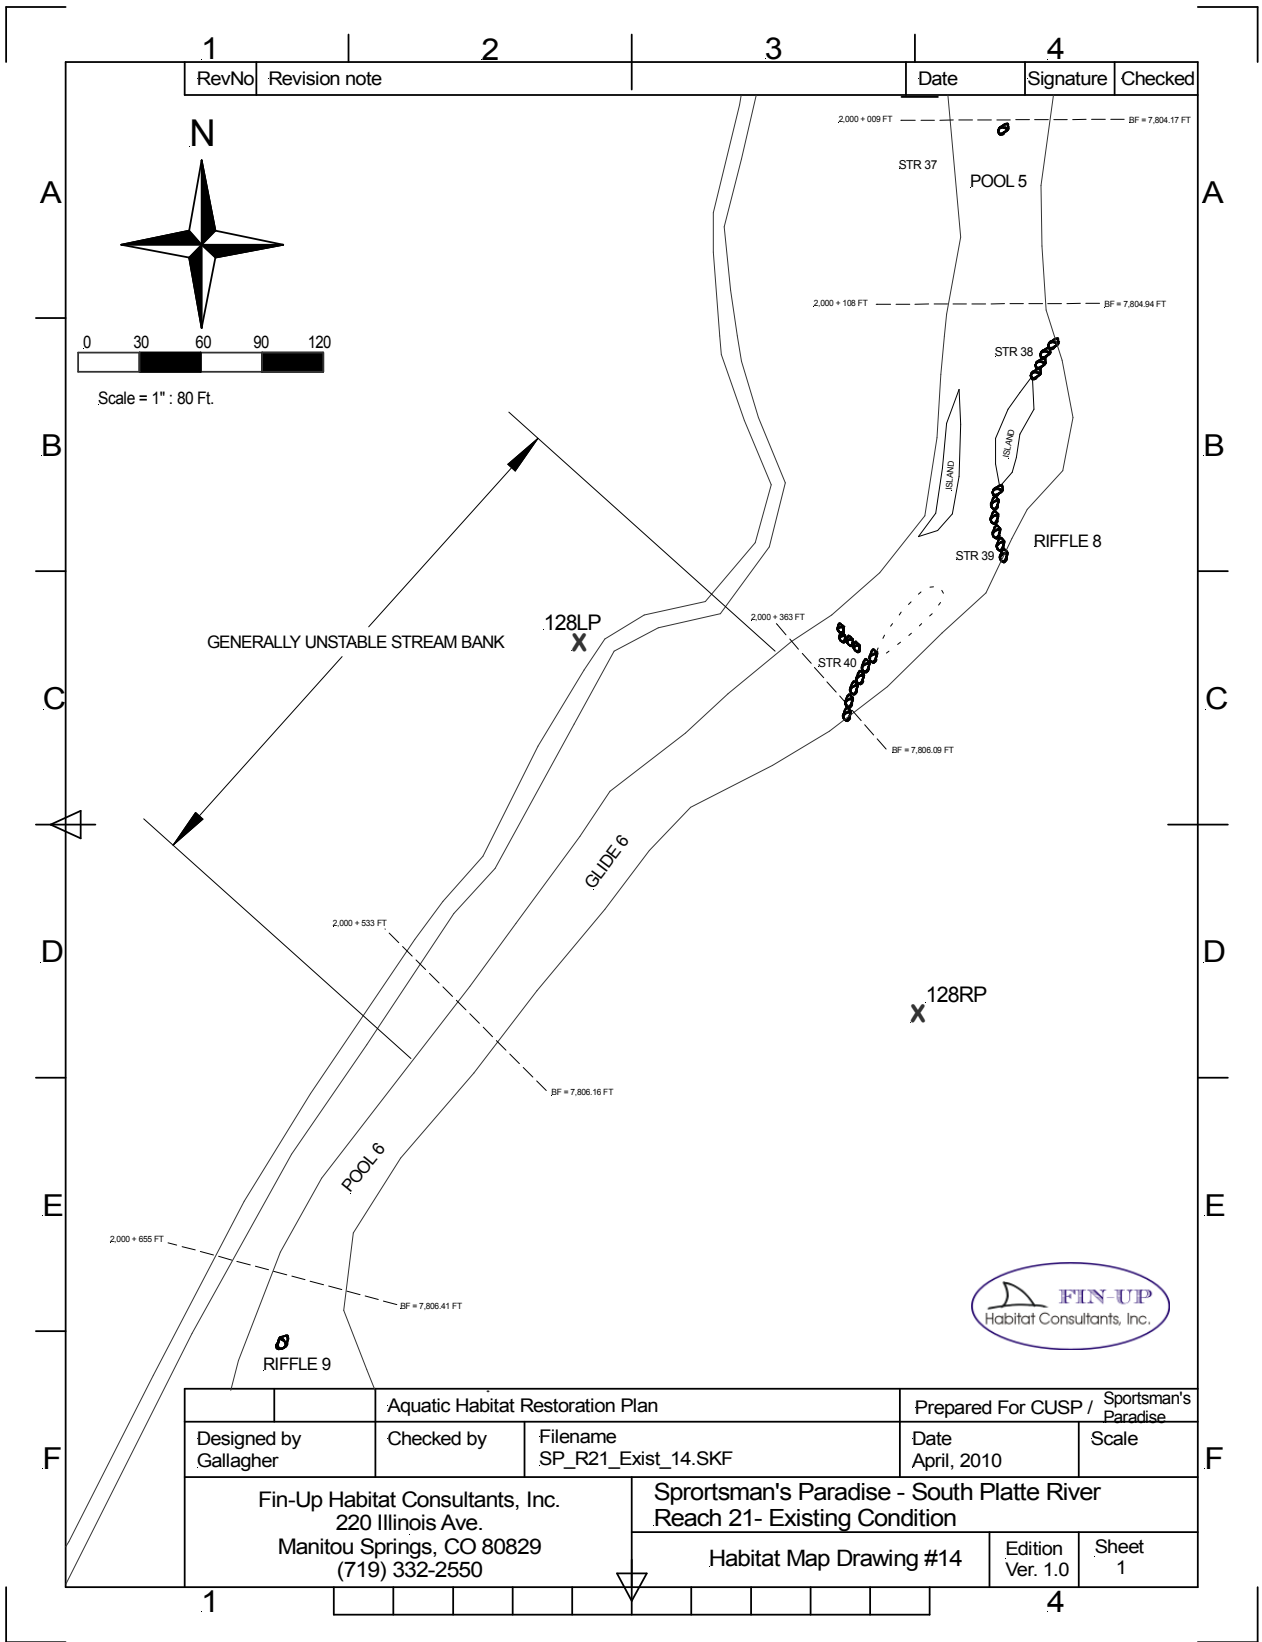 1 2 3 4
RevNo Revision note Date Signature Checked
2,000 + 009 FT BF = 7,804.17 FT
N
STR 37
POOL 5
A A
2,000 + 108 FT BF = 7,804.94 FT
0 30 60 90 120
STR 38
Scale = 1" : 80 Ft.
B B
ISLAND
ISLAND
RIFFLE 8
STR 39
2,000 + 363 FT
128LP
GENERALLY UNSTABLE STREAM BANK
STR 40
C C
BF = 7,806.09 FT
GLIDE 6
2,000 + 533 FT
D D
128RP
BF = 7,806.16 FT
POOL 6
E E
2,000 + 655 FT
BF = 7,806.41 FT
FIN-UP
Habitat Consultants, Inc.
RIFFLE 9
Aquatic Habitat Restoration Plan Prepared For CUSP / Sportsman's
Paradise
Designed by
Gallagher
Checked by
Filename
SP_R21_Exist_14.SKF
Date
April, 2010
Scale
F F
Fin-Up Habitat Consultants, Inc.
220 Illinois Ave.
Manitou Springs, CO 80829
(719) 332-2550
Sprortsman's Paradise - South Platte River
Reach 21- Existing Condition
Habitat Map Drawing #14
Edition
Ver. 1.0
Sheet
1
1 4